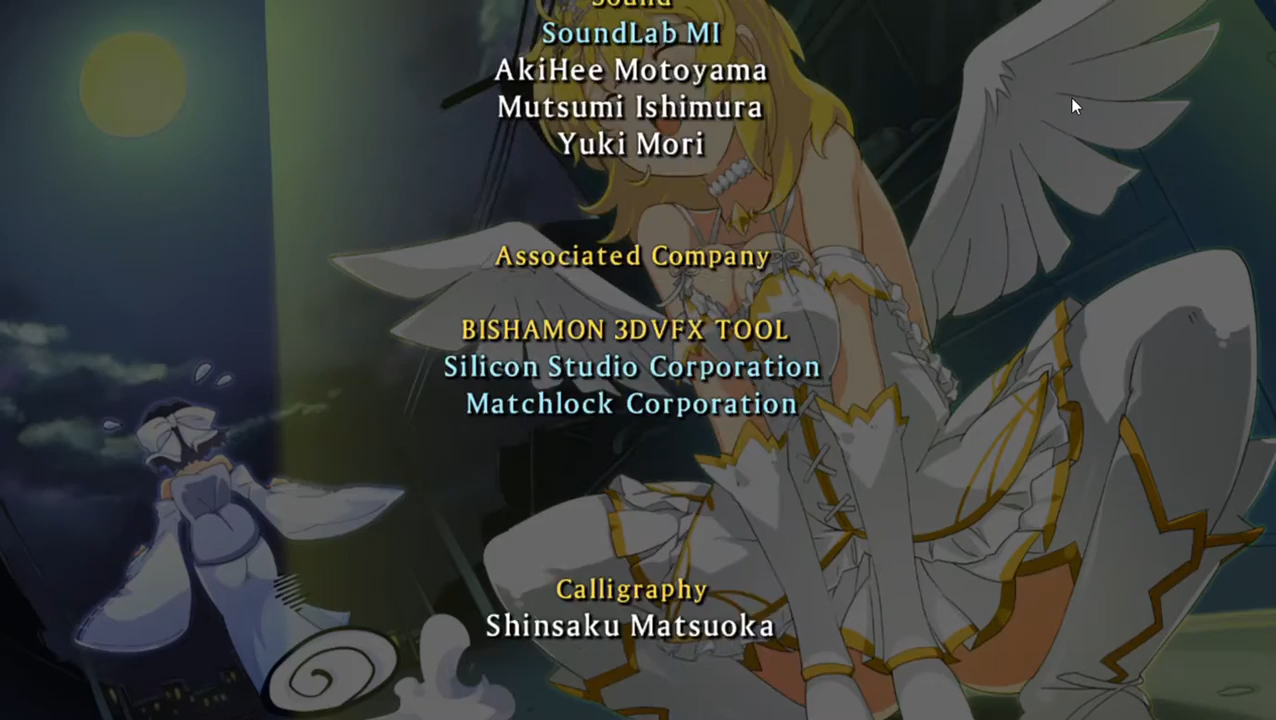 Sound
SoundLab MI
AkiHee Motoyama
Mutsumi Ishimura
Yuki Mori
Associated Company
BISHAMON 3DVFX TOOL
Silicon Studio Corporation
Matchlock Corporation
Calligraphy
Shinsaku Matsuoka